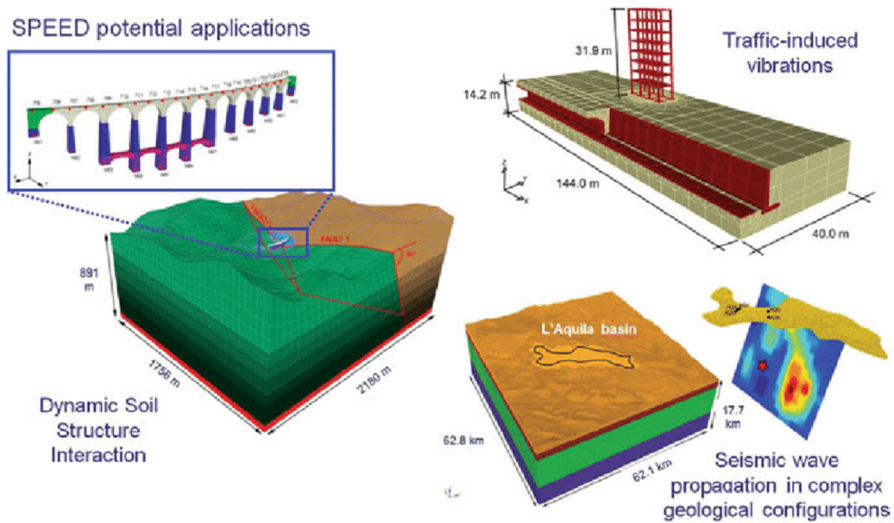 SPEED potential applications
Traffic-induced
vibrations
31.9 m
14.2 m
144.0 m
40.0 m
FAULT 1
891
m
1756 m
2180 m
Dynamic Soil
Structure
Interaction
L'Aquila basin
62.8 km
62.1 km
17.7
km
Seismic wave
propagation in complex
geological configurations